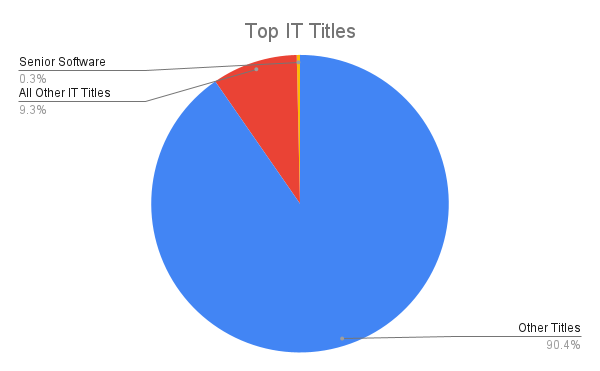 Top IT Titles
Senior Software
0.3%
All Other IT Titles
9.3%
Other Titles
90.4%